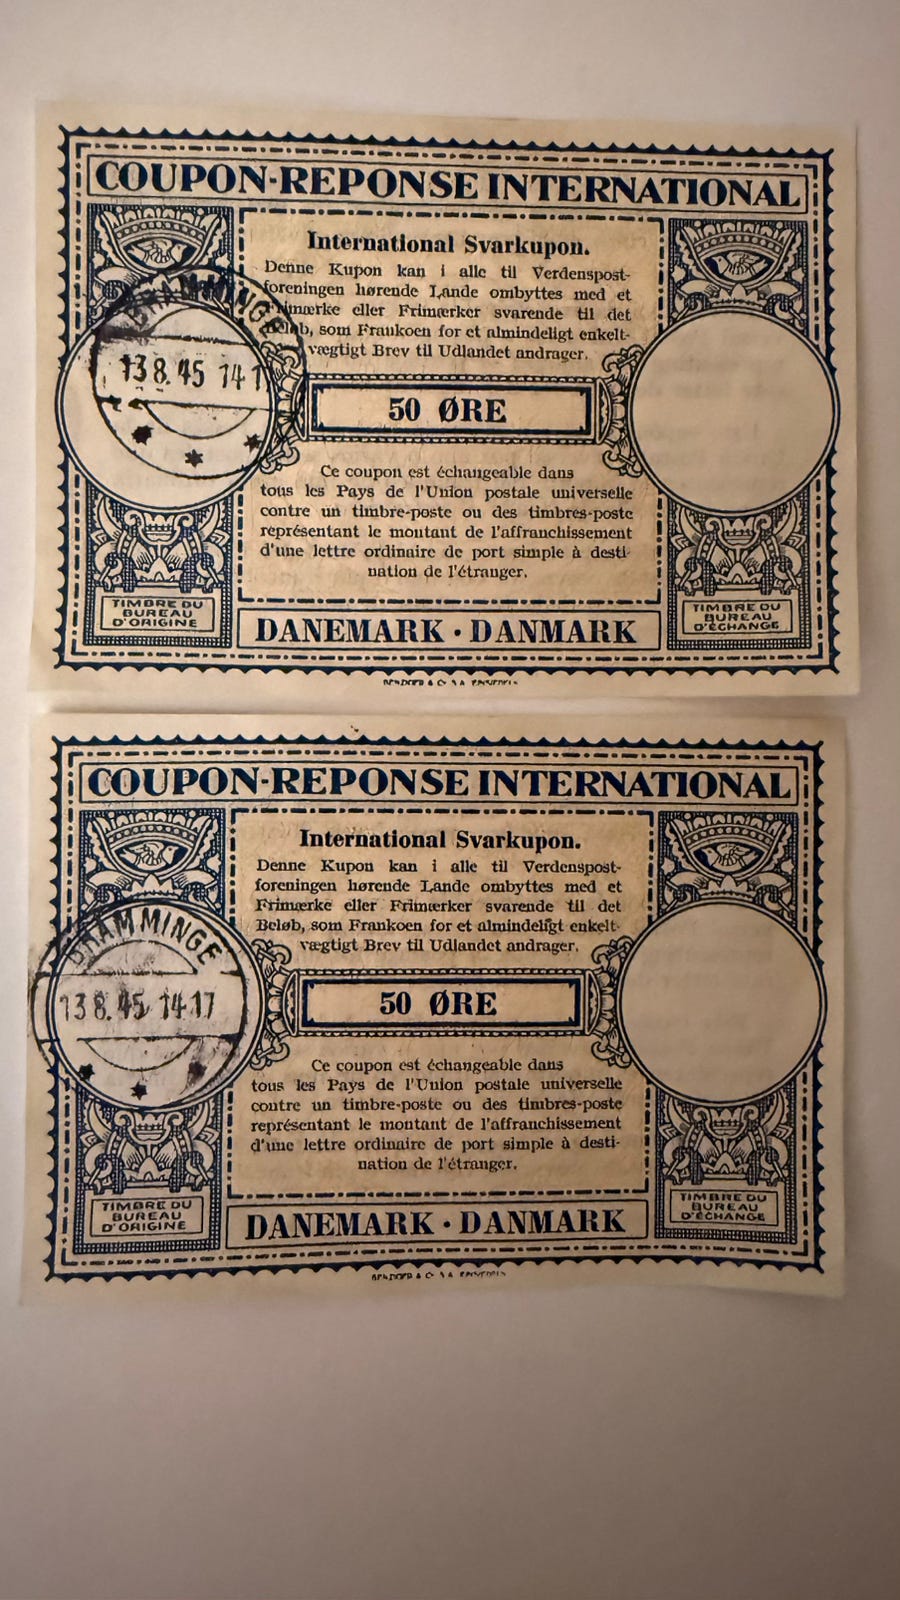 COUPON-REPONSE INTERNATIONAL
International Svarkupon.
Denne Kupon kan i alle til Verdenspost-
foreningen hørende Lande ombyttes med et
Frimærke eller Frimærker svarende til det
Beløb, som Frankoen for et almindeligt enkelt-
vægtigt Brev til Udlandet andrager.
BRAMMINGE
13 8. 45 14 1
50 ØRE
Ce coupon est échangeable dans
tous les Pays de l'Union postale universelle
contre un timbre-poste ou des timbres-poste
représentant le montant de l'affranchissement
d'une lettre ordinaire de port simple à desti-
nation de l'étranger.
TIMBRE DU
BUREAU
D'ORIGINE
TIMBRE DU
BUREAU
D'ÉCHANGE
DANEMARK · DANMARK
COUPON-REPONSE INTERNATIONAL
International Svarkupon.
Denne Kupon kan i alle til Verdenspost-
foreningen hørende Lande ombyttes med et
Frimærke eller Frimærker svarende til det
Beløb, som Frankoen for et almindeligt enkelt-
vægtigt Brev til Udlandet andrager.
BRAMMINGE
13 8. 45 14-17
50 ØRE
Ce coupon est échangeable dans
tous les Pays de l'Union postale universelle
contre un timbre-poste ou des timbres-poste
représentant le montant de l'affranchissement
d'une lettre ordinaire de port simple à desti-
nation de l'étranger.
TIMBRE DU
BUREAU
D'ORIGINE
TIMBRE DU
BUREAU
D'ÉCHANGE
DANEMARK · DANMARK